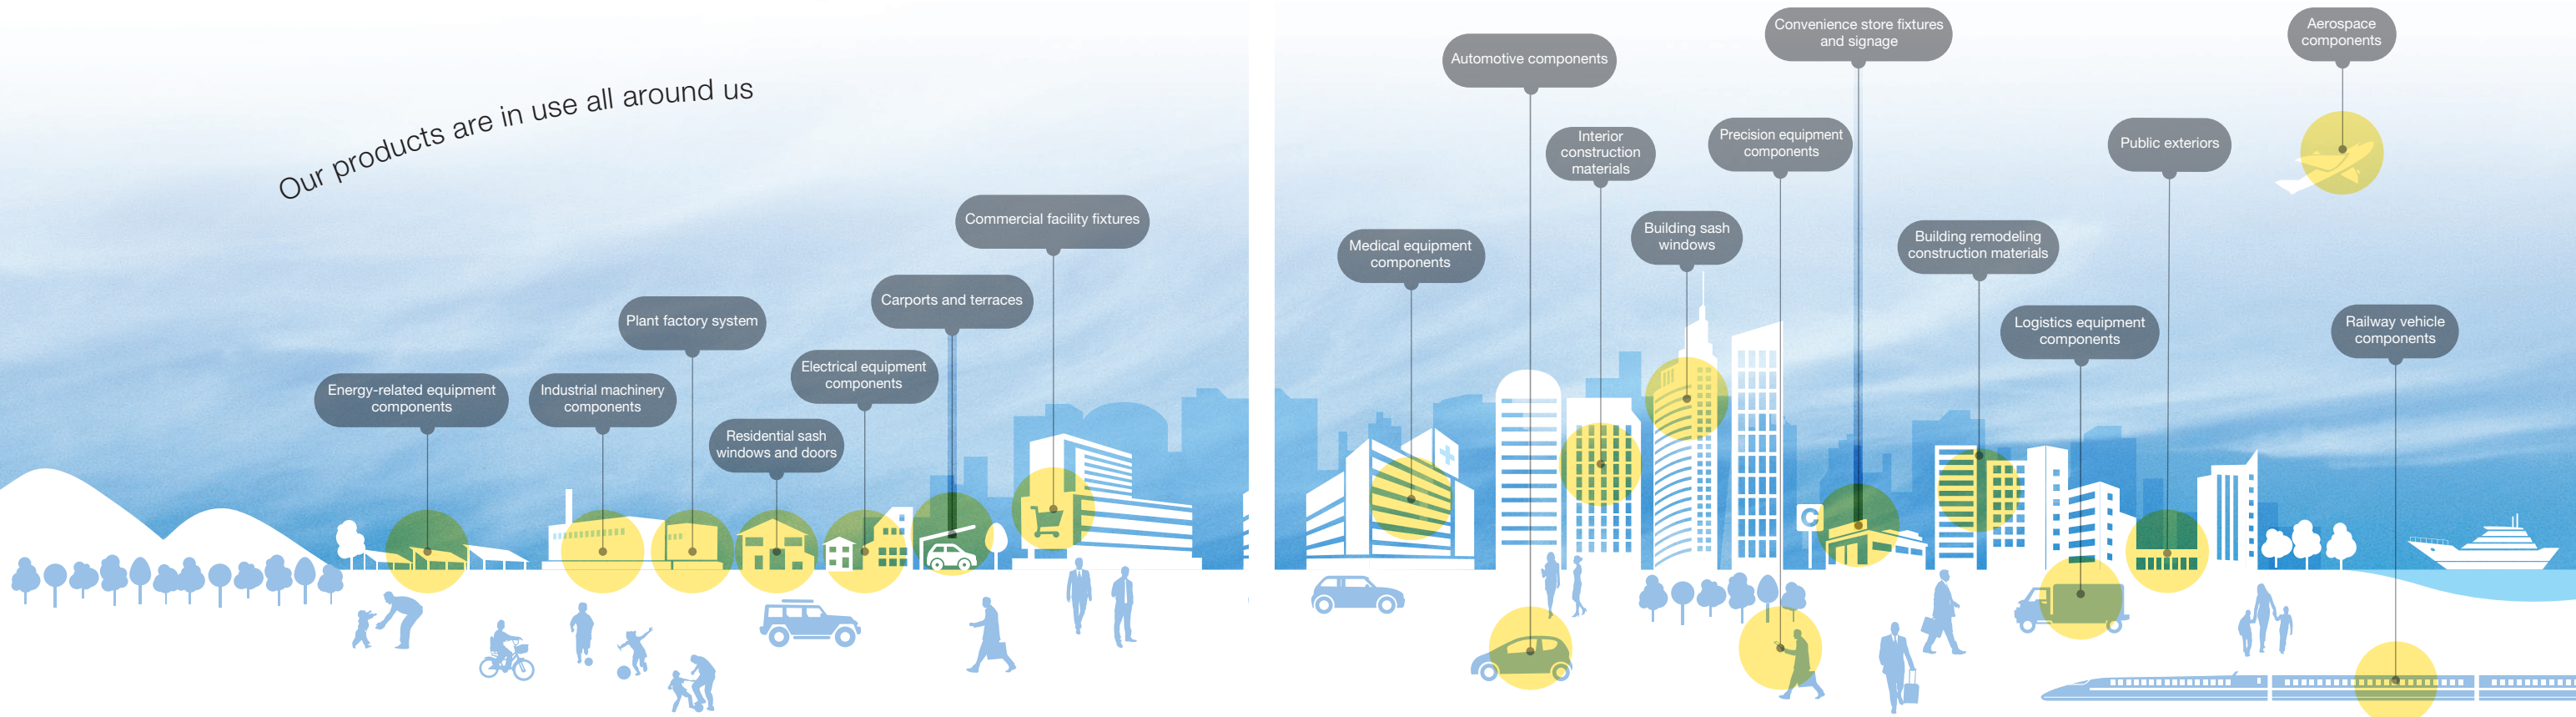 Our products are in use all around us
Commercial facility fixtures
Carports and terraces
Plant factory system
Electrical equipment
components
Energy-related equipment
components
Industrial machinery
components
Residential sash
windows and doors
Automotive components
Convenience store fixtures
and signage
Aerospace
components
Interior
construction
materials
Precision equipment
components
Public exteriors
Medical equipment
components
Building sash
windows
Building remodeling
construction materials
Logistics equipment
components
Railway vehicle
components
C